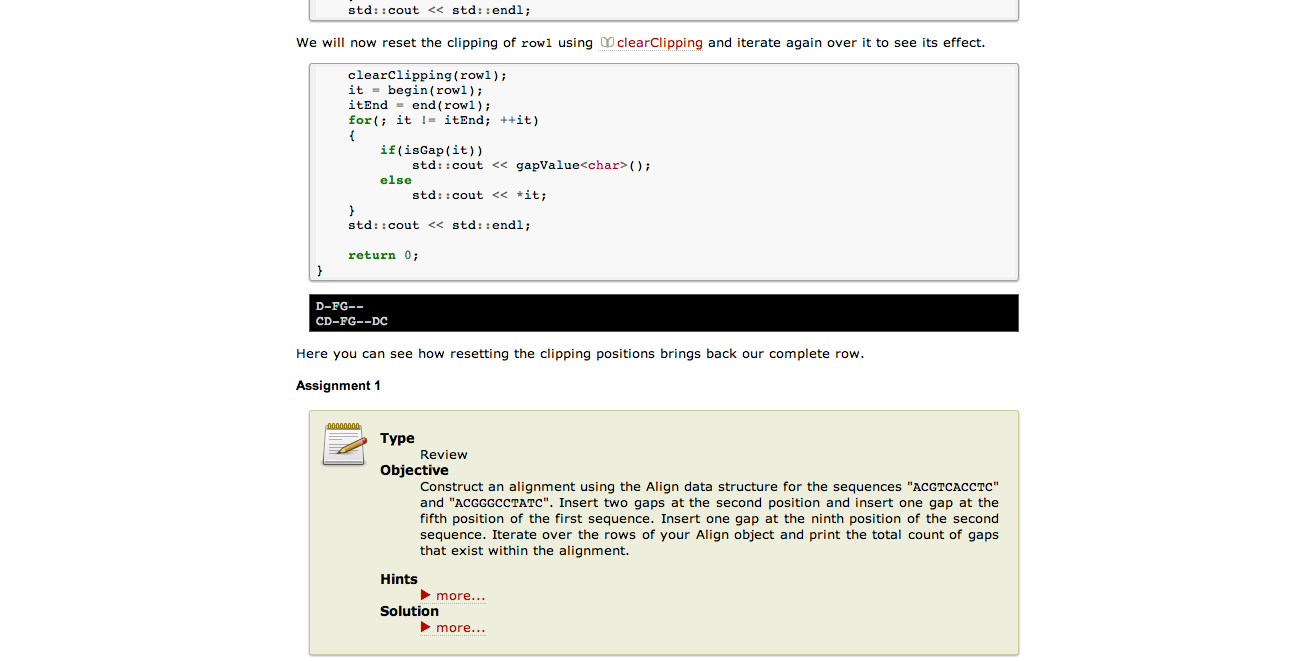 std::cout << std::endl;
We will now reset the clipping of row1 using clearClipping and iterate again over it to see its effect.
clearClipping(row1);
it = begin(row1);
itEnd = end(row1);
for(; it != itEnd; ++it)
{
if(isGap(it))
std::cout << gapValue<char>();
else
std::cout << *it;
}
std::cout << std::endl;
return 0;
}
D-FG--
CD-FG--DC
Here you can see how resetting the clipping positions brings back our complete row.
Assignment 1
Type
Review
Objective
Construct an alignment using the Align data structure for the sequences "ACGTCACCTC"
and "ACGGGCCTATC". Insert two gaps at the second position and insert one gap at the
fifth position of the first sequence. Insert one gap at the ninth position of the second
sequence. Iterate over the rows of your Align object and print the total count of gaps
that exist within the alignment.
Hints
more...
Solution
more...